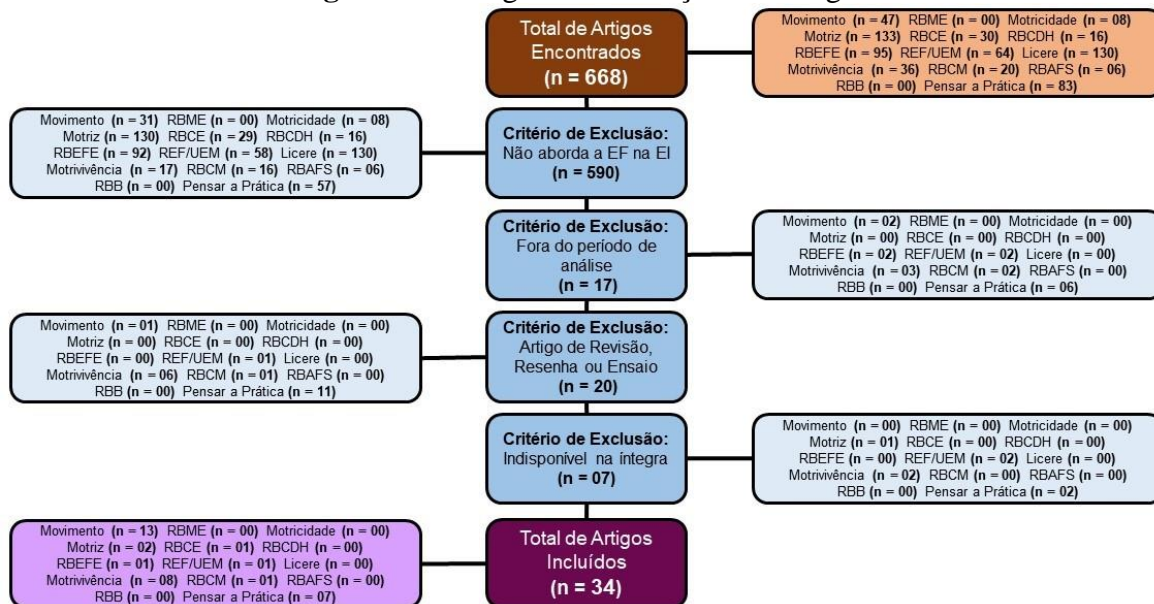 Total de Artigos
Encontrados
(n = 668)
Movimento (n = 47) RBME (n = 00) Motricidade (n = 08)
Motriz (n = 133) RBCE (n = 30) RBCDH (n = 16)
RBEFE (n = 95) REF/UEM (n = 64) Licere (n = 130)
Motrivivência (n = 36) RBCM (n = 20) RBAFS (n = 06)
RBB (n = 00) Pensar a Prática (n = 83)
Movimento (n = 31) RBME (n = 00) Motricidade (n = 08)
Motriz (n = 130) RBCE (n = 29) RBCDH (n = 16)
RBEFE (n = 92) REF/UEM (n = 58) Licere (n = 130)
Motrivivência (n = 17) RBCM (n = 16) RBAFS (n = 06)
RBB (n = 00) Pensar a Prática (n = 57)
Critério de Exclusão:
Não aborda a EF na EI
(n = 590)
Critério de Exclusão:
Fora do período de
análise
(n = 17)
Movimento (n = 02) RBME (n = 00) Motricidade (n = 00)
Motriz (n = 00) RBCE (n = 00) RBCDH (n = 00)
RBEFE (n = 02) REF/UEM (n = 02) Licere (n = 00)
Motrivivência (n = 03) RBCM (n = 02) RBAFS (n = 00)
RBB (n = 00) Pensar a Prática (n = 06)
Movimento (n = 01) RBME (n = 00) Motricidade (n = 00)
Motriz (n = 00) RBCE (n = 00) RBCDH (n = 00)
RBEFE (n = 00) REF/UEM (n = 01) Licere (n = 00)
Motrivivência (n = 06) RBCM (n = 01) RBAFS (n = 00)
RBB (n = 00) Pensar a Prática (n = 11)
Critério de Exclusão:
Artigo de Revisão,
Resenha ou Ensaio
(n = 20)
Critério de Exclusão:
Indisponível na íntegra
(n = 07)
Movimento (n = 00) RBME (n = 00) Motricidade (n = 00)
Motriz (n = 01) RBCE (n = 00) RBCDH (n = 00)
RBEFE (n = 00) REF/UEM (n = 02) Licere (n = 00)
Motrivivência (n = 02) RBCM (n = 00) RBAFS (n = 00)
RBB (n = 00) Pensar a Prática (n = 02)
Movimento (n = 13) RBME (n = 00) Motricidade (n = 00)
Motriz (n = 02) RBCE (n = 01) RBCDH (n = 00)
RBEFE (n = 01) REF/UEM (n = 01) Licere (n = 00)
Motrivivência (n = 08) RBCM (n = 01) RBAFS (n = 00)
RBB (n = 00) Pensar a Prática (n = 07)
Total de Artigos
Incluídos
(n = 34)